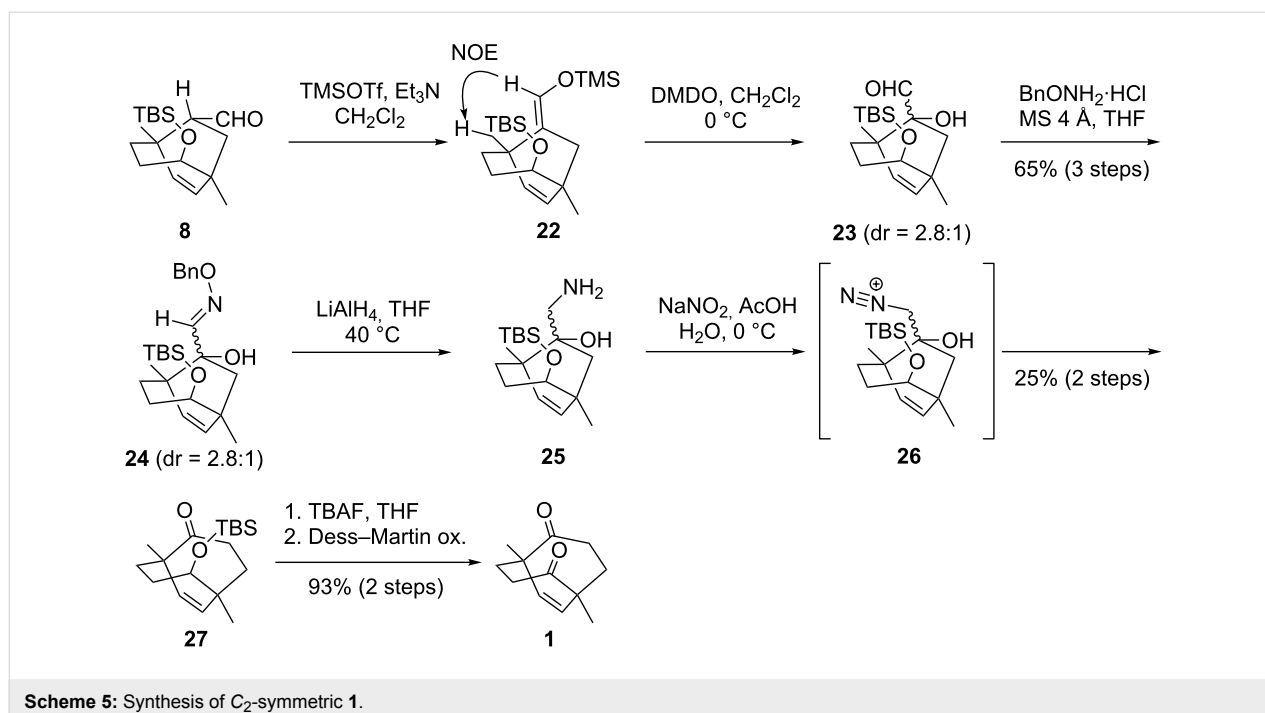 NOE
H
OTMS
H
TBS
CHO
O
TMSOTf, Et3N
CH2Cl2
H
TBS
O
DMDO, CH2Cl2
0 °C
OHC
TBS
OH
O
BnONH2·HCl
MS 4 Å, THF
65% (3 steps)
8
22
23 (dr = 2.8:1)
BnO
N
H
TBS
OH
O
LiAlH4, THF
40 °C
NH2
TBS
OH
O
NaNO2, AcOH
H2O, 0 °C
N≡N⊕
TBS
OH
O
25% (2 steps)
24 (dr = 2.8:1)
25
26
O
TBS
O
1. TBAF, THF
2. Dess–Martin ox.
93% (2 steps)
O
O
27
1
Scheme 5: Synthesis of C2-symmetric 1.